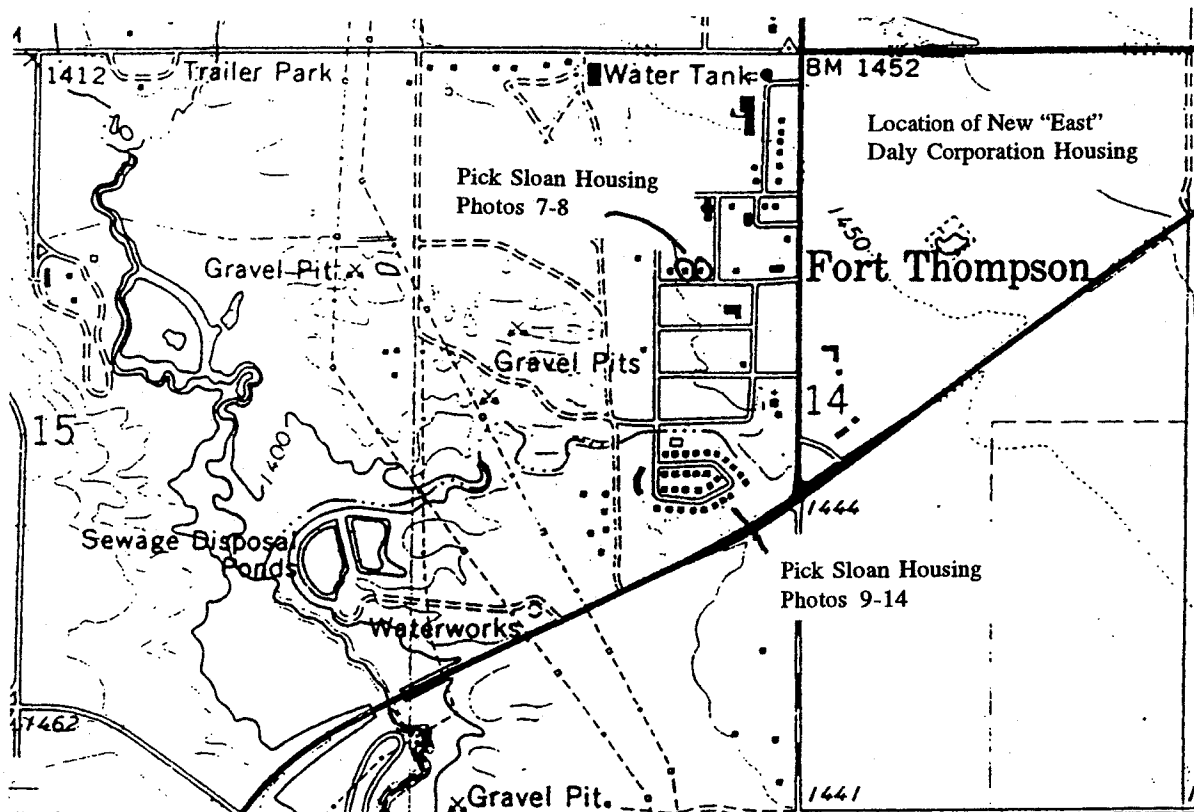 1412
Trailer Park
Water Tank
BM 1452
Location of New “East”
Daly Corporation Housing
Pick Sloan Housing
Photos 7-8
1450
Gravel Pit
Fort Thompson
Gravel Pits
14
15
1400
1444
Sewage Disposal
Ponds
Pick Sloan Housing
Photos 9-14
Waterworks
7462
Gravel Pit
1441